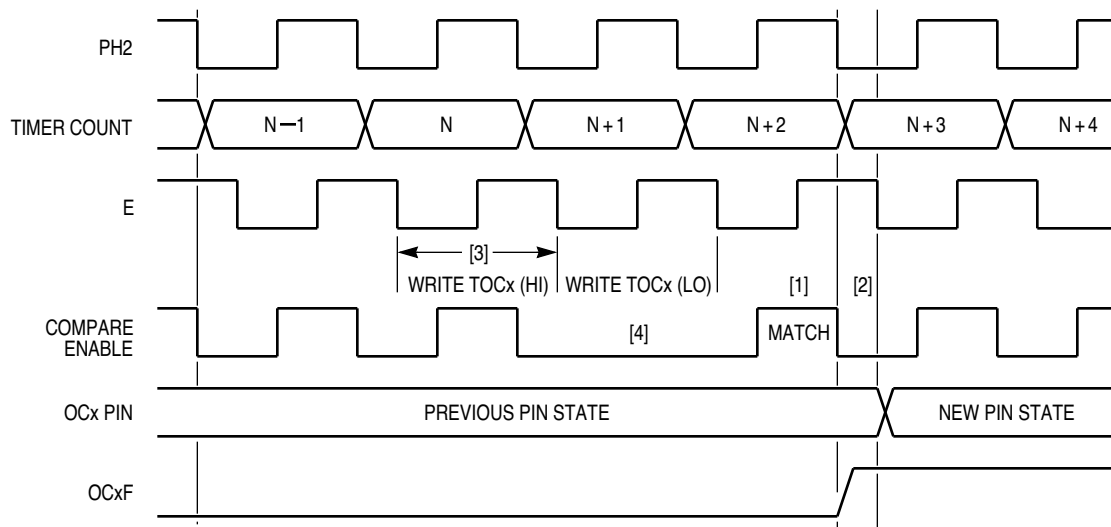 PH2
TIMER COUNT
N—1
N
N + 1
N + 2
N + 3
N + 4
E
[3]
WRITE TOCx (HI)
WRITE TOCx (LO)
[1]
[2]
COMPARE
ENABLE
[4]
MATCH
OCx PIN
PREVIOUS PIN STATE
NEW PIN STATE
OCxF